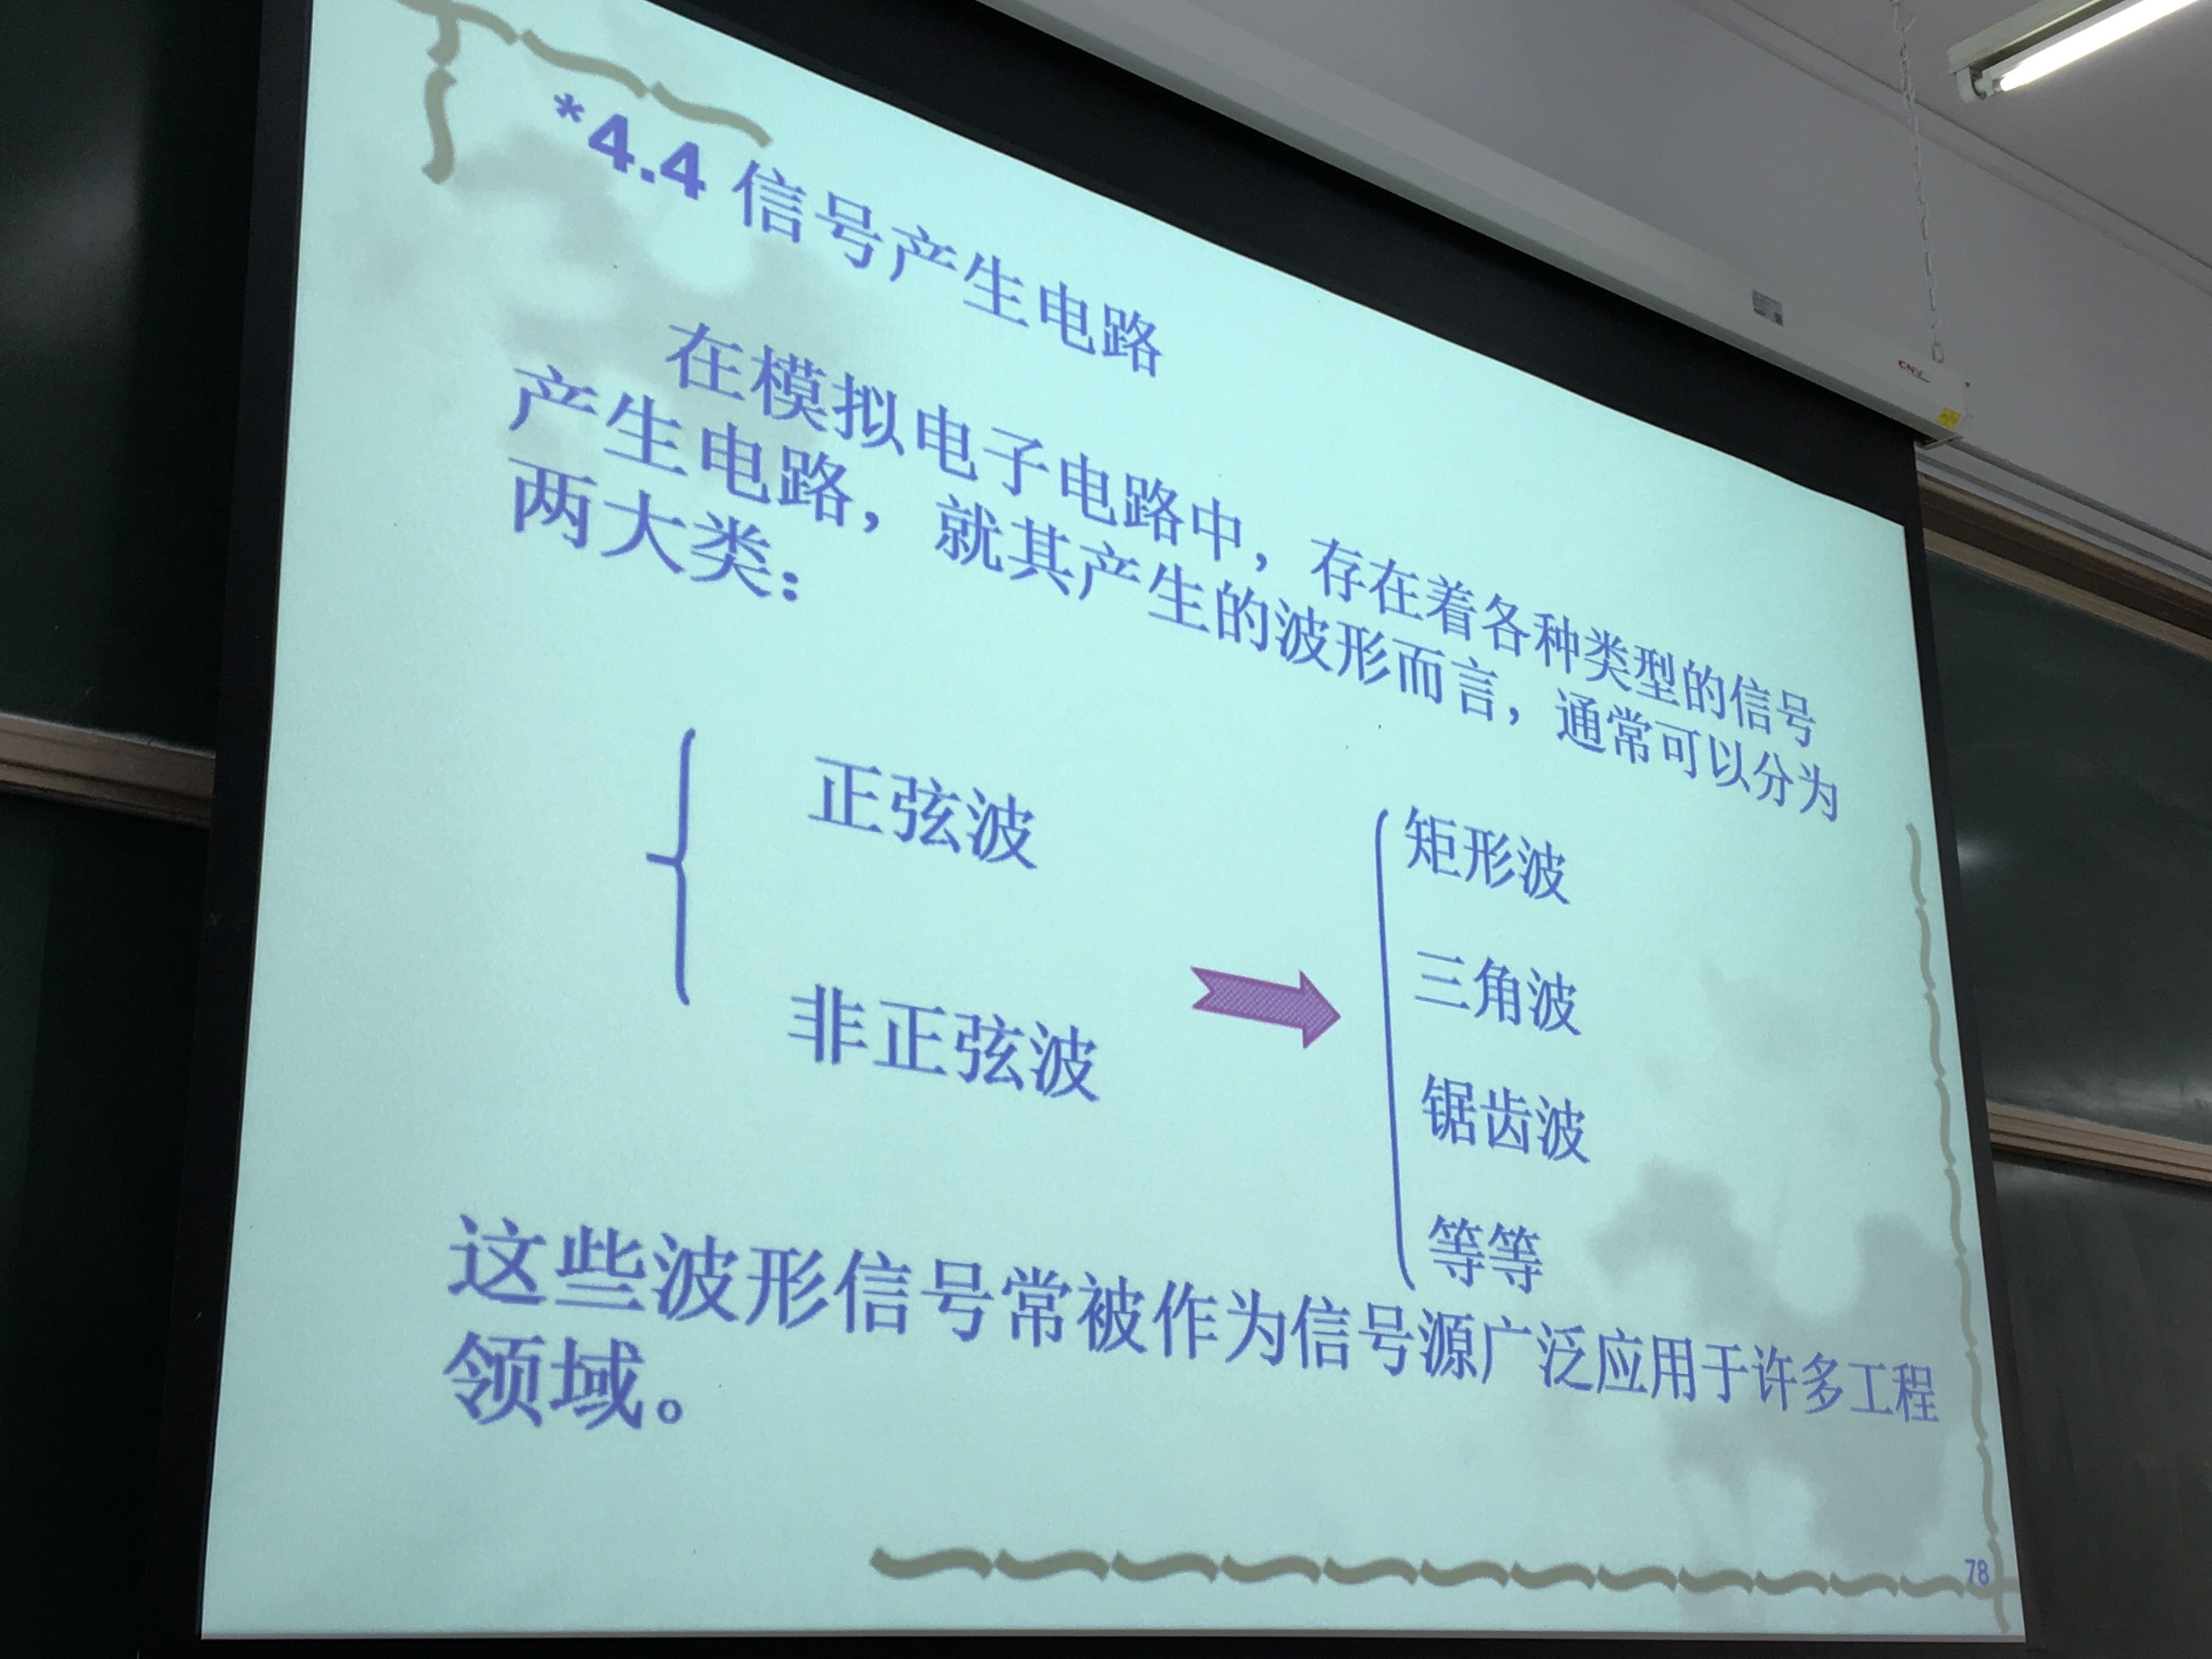 *4.4 信号产生电路
在模拟电子电路中，存在着各种类型的信号
产生电路，就其产生的波形而言，通常可以分为
两大类：
正弦波
非正弦波
矩形波
三角波
锯齿波
等等
这些波形信号常被作为信号源广泛应用于许多工程
领域。
78